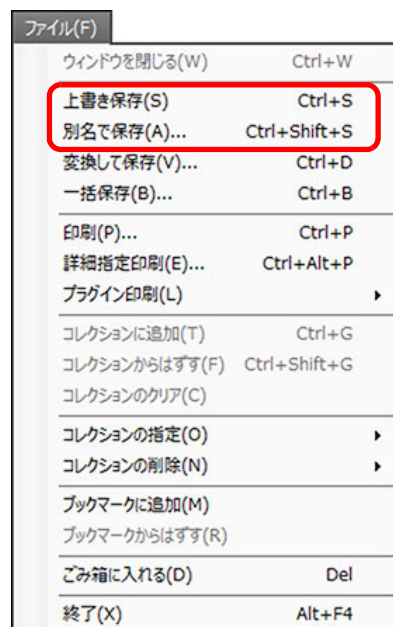 ファイル(F)
ウィンドウを閉じる(W) Ctrl+W
上書き保存(S) Ctrl+S
別名で保存(A)... Ctrl+Shift+S
変換して保存(V)... Ctrl+D
一括保存(B)... Ctrl+B
印刷(P)... Ctrl+P
詳細指定印刷(E)... Ctrl+Alt+P
プラグイン印刷(L)
コレクションに追加(T) Ctrl+G
コレクションからはずす(F) Ctrl+Shift+G
コレクションのクリア(C)
コレクションの指定(O)
コレクションの削除(N)
ブックマークに追加(M)
ブックマークからはずす(R)
ごみ箱に入れる(D) Del
終了(X) Alt+F4